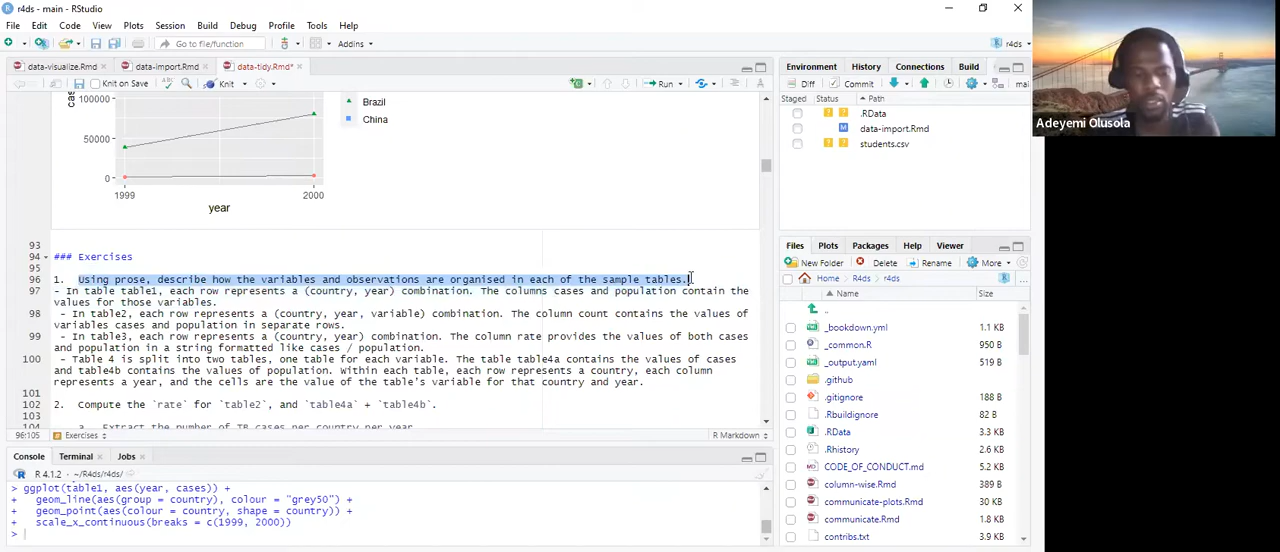 r4ds - main - RStudio
File Edit Code View Plots Session Build Debug Profile Tools Help
Go to file/function Addins r4ds
data-visualize.Rmd data-import.Rmd data-tidy.Rmd*
Knit on Save Knit Run
100000
50000
0
1999 2000
year
Brazil
China
93
94 ### Exercises
95
96 1. Using prose, describe how the variables and observations are organised in each of the sample tables.
97 - In table table1, each row represents a (country, year) combination. The columns cases and population contain the
values for those variables.
98 - In table2, each row represents a (country, year, variable) combination. The column count contains the values of
variables cases and population in separate rows.
99 - In table3, each row represents a (country, year) combination. The column rate provides the values of both cases
and population in a string formatted like cases / population.
100 - Table 4 is split into two tables, one table for each variable. The table table4a contains the values of cases
and table4b contains the values of population. Within each table, each row represents a country, each column
represents a year, and the cells are the value of the table's variable for that country and year.
101
102 2. Compute the `rate` for `table2`, and `table4a` + `table4b`.
103
104 a. Extract the number of TB cases per country per year.
96:105 Exercises R Markdown
Console Terminal Jobs
R 4.1.2 · ~/R4ds/r4ds/
> ggplot(table1, aes(year, cases)) +
+ geom_line(aes(group = country), colour = "grey50") +
+ geom_point(aes(colour = country, shape = country)) +
+ scale_x_continuous(breaks = c(1999, 2000))
>
Environment History Connections Build
Diff Commit mai
Staged Status Path
.RData
M data-import.Rmd
students.csv
Files Plots Packages Help Viewer
New Folder Delete Rename More
Home R4ds r4ds ...
Name Size
..
_bookdown.yml 1.1 KB
_common.R 950 B
_output.yaml 519 B
.github
.gitignore 188 B
.Rbuildignore 82 B
.RData 3.3 KB
.Rhistory 2.6 KB
CODE_OF_CONDUCT.md 5.2 KB
column-wise.Rmd 389 B
communicate-plots.Rmd 30 KB
communicate.Rmd 1.8 KB
contribs.txt 3.9 KB
Adeyemi Olusola